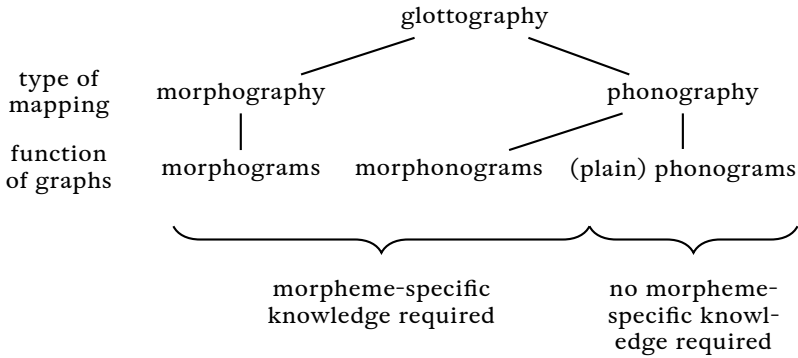 glottography
type of
mapping
morphography phonography
function
of graphs
morphograms morphonograms (plain) phonograms
morpheme-specific
knowledge required
no morpheme-
specific knowl-
edge required